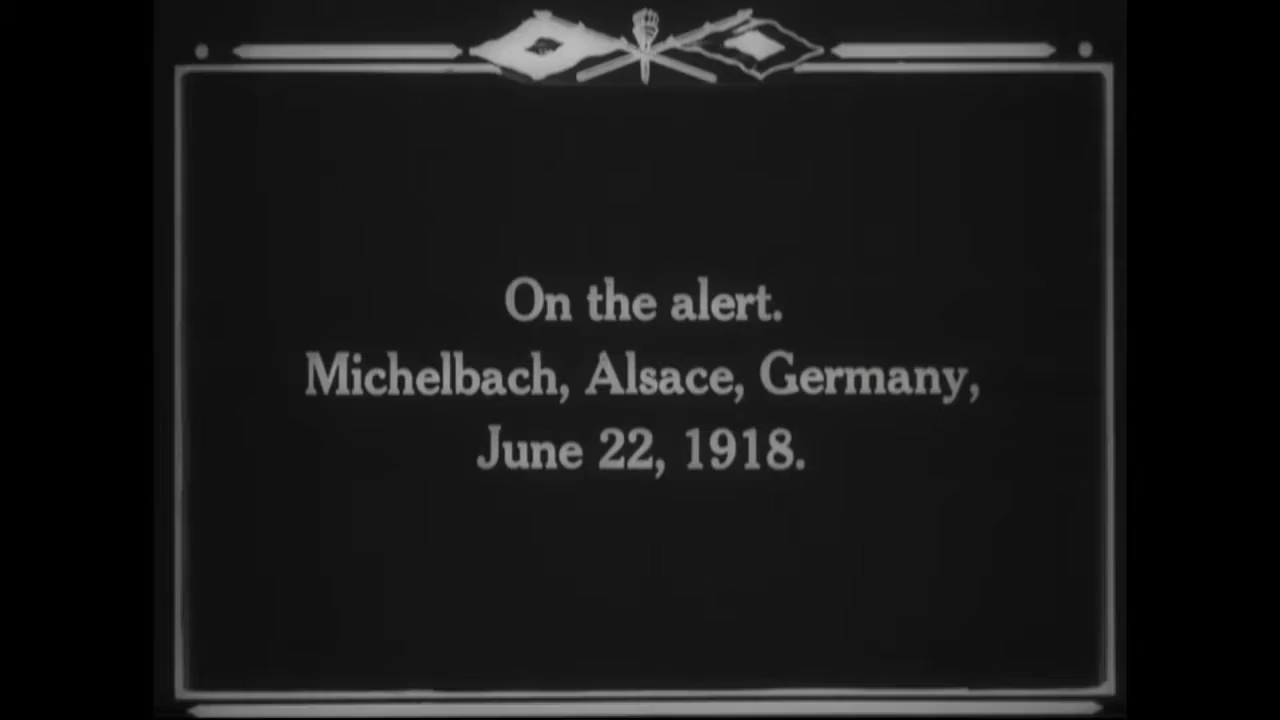 On the alert.
Michelbach, Alsace, Germany,
June 22, 1918.